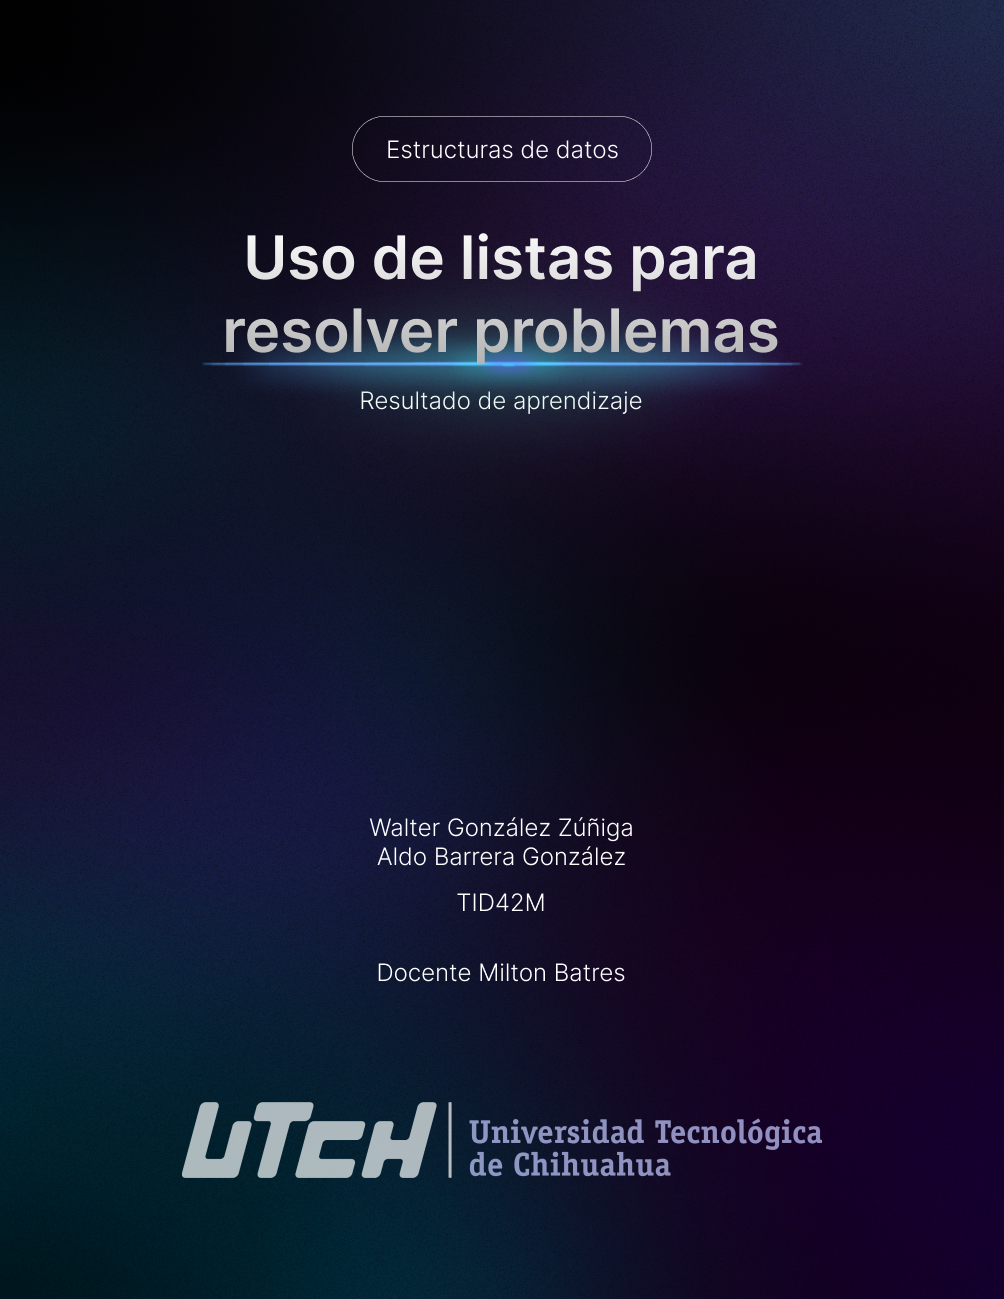 Estructuras de datos
Uso de listas para
resolver problemas
Resultado de aprendizaje
Walter González Zúñiga
Aldo Barrera González
TID42M
Docente Milton Batres
UTCH
Universidad Tecnológica
de Chihuahua